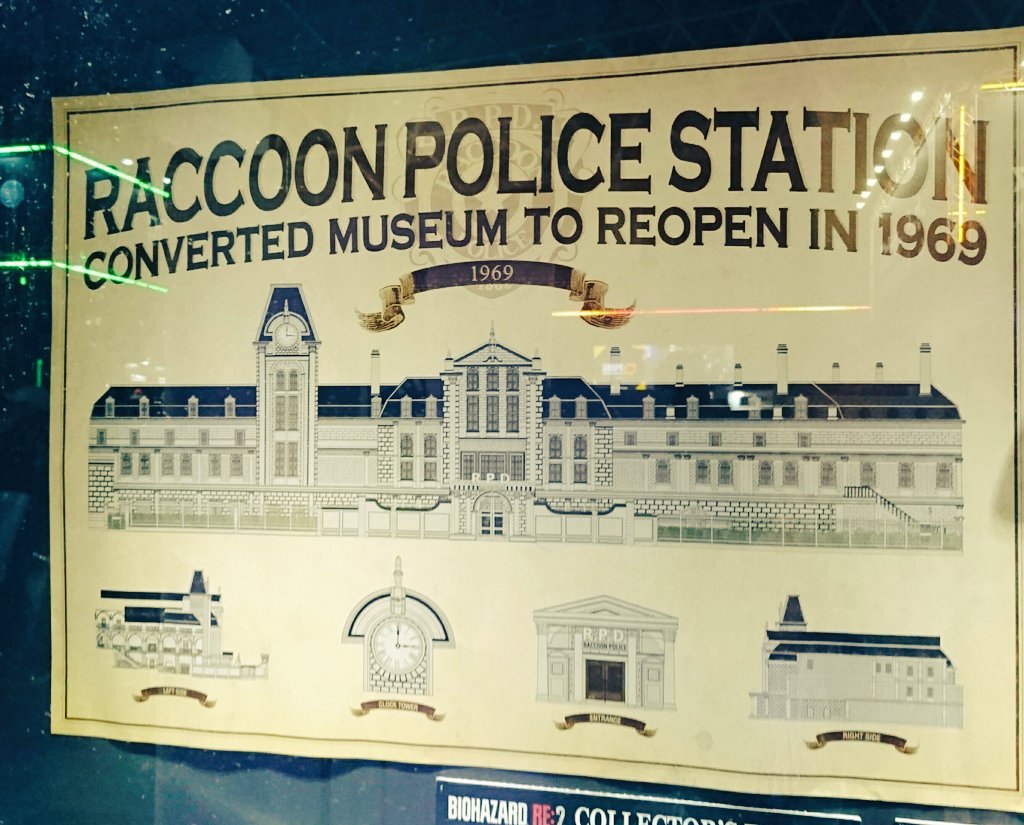 RACCOON POLICE STATION
CONVERTED MUSEUM TO REOPEN IN 1969
1969
R.P.D.
LEFT SIDE
CLOCK TOWER
R.P.D.
RACCOON POLICE
ENTRANCE
RIGHT SIDE
BIOHAZARD RE:2 COLLECTOR'S